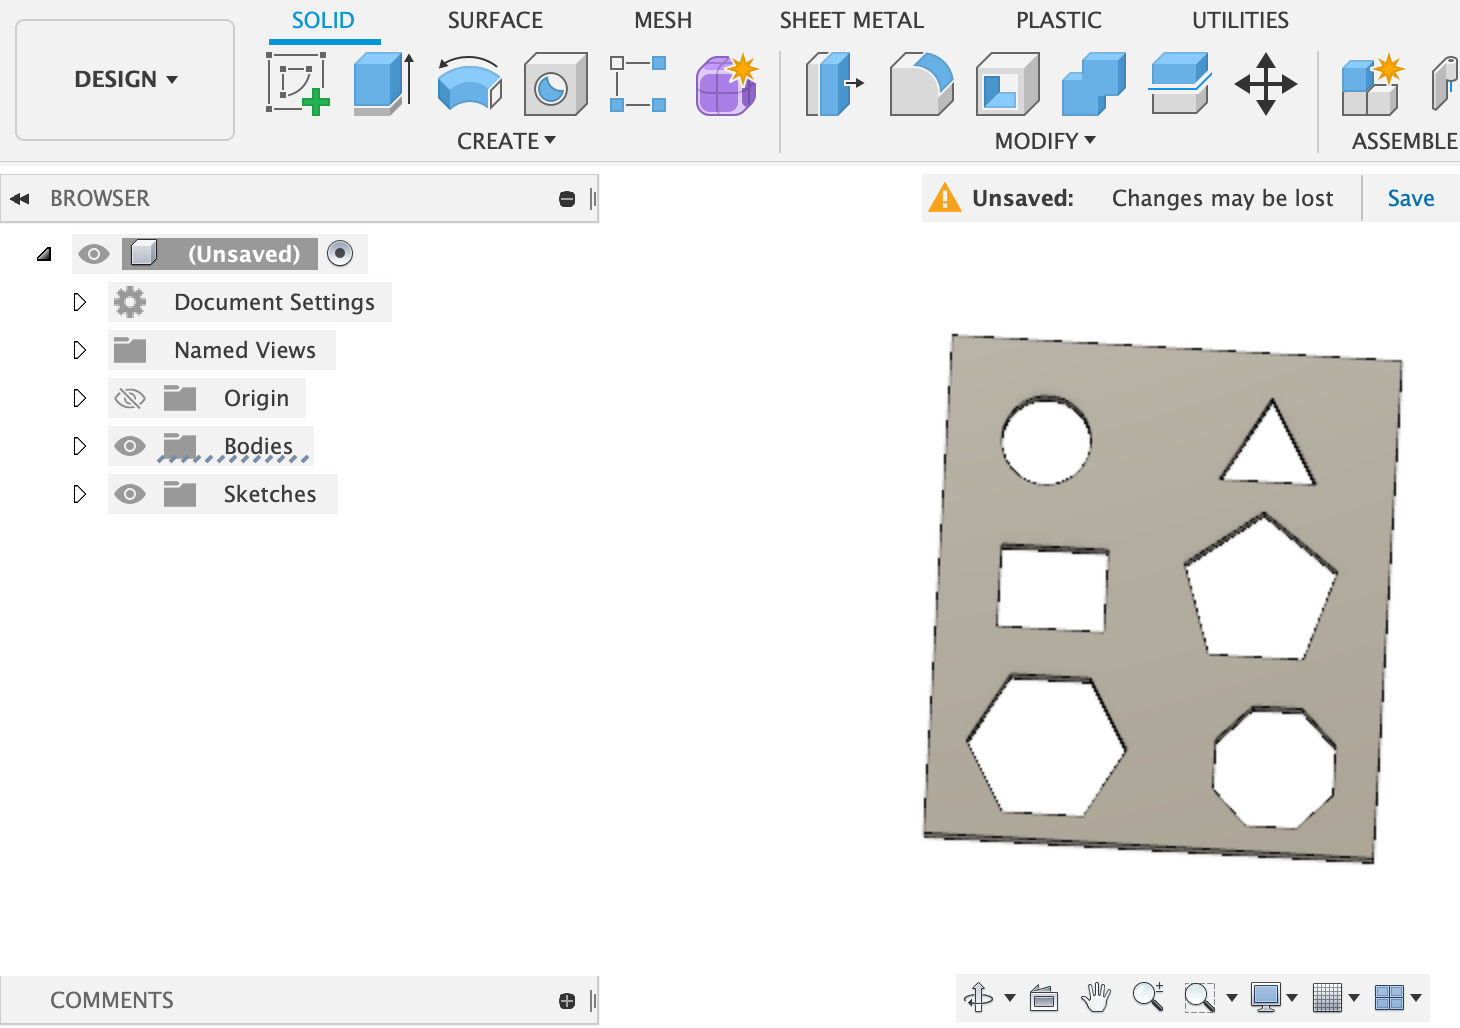 SOLID SURFACE MESH SHEET METAL PLASTIC UTILITIES
DESIGN
CREATE MODIFY ASSEMBLE
BROWSER
Unsaved: Changes may be lost Save
(Unsaved)
Document Settings
Named Views
Origin
Bodies
Sketches
COMMENTS